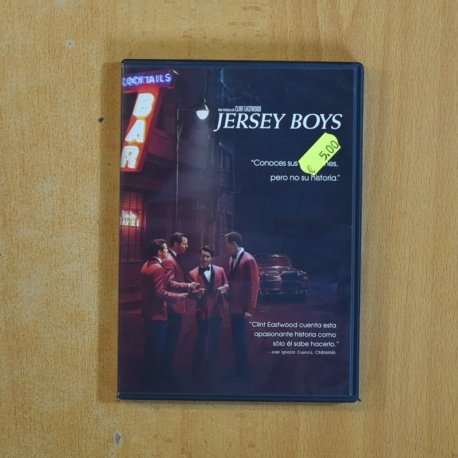 COCKTAILS
BAR
UNA PELÍCULA DE CLINT EASTWOOD
JERSEY BOYS
€ 5,00
"Conoces sus
pero no su historia."
"Clint Eastwood cuenta esta
apasionante historia como
sólo él sabe hacerlo."
- José Ignacio Cuenca, CINEMANÍA